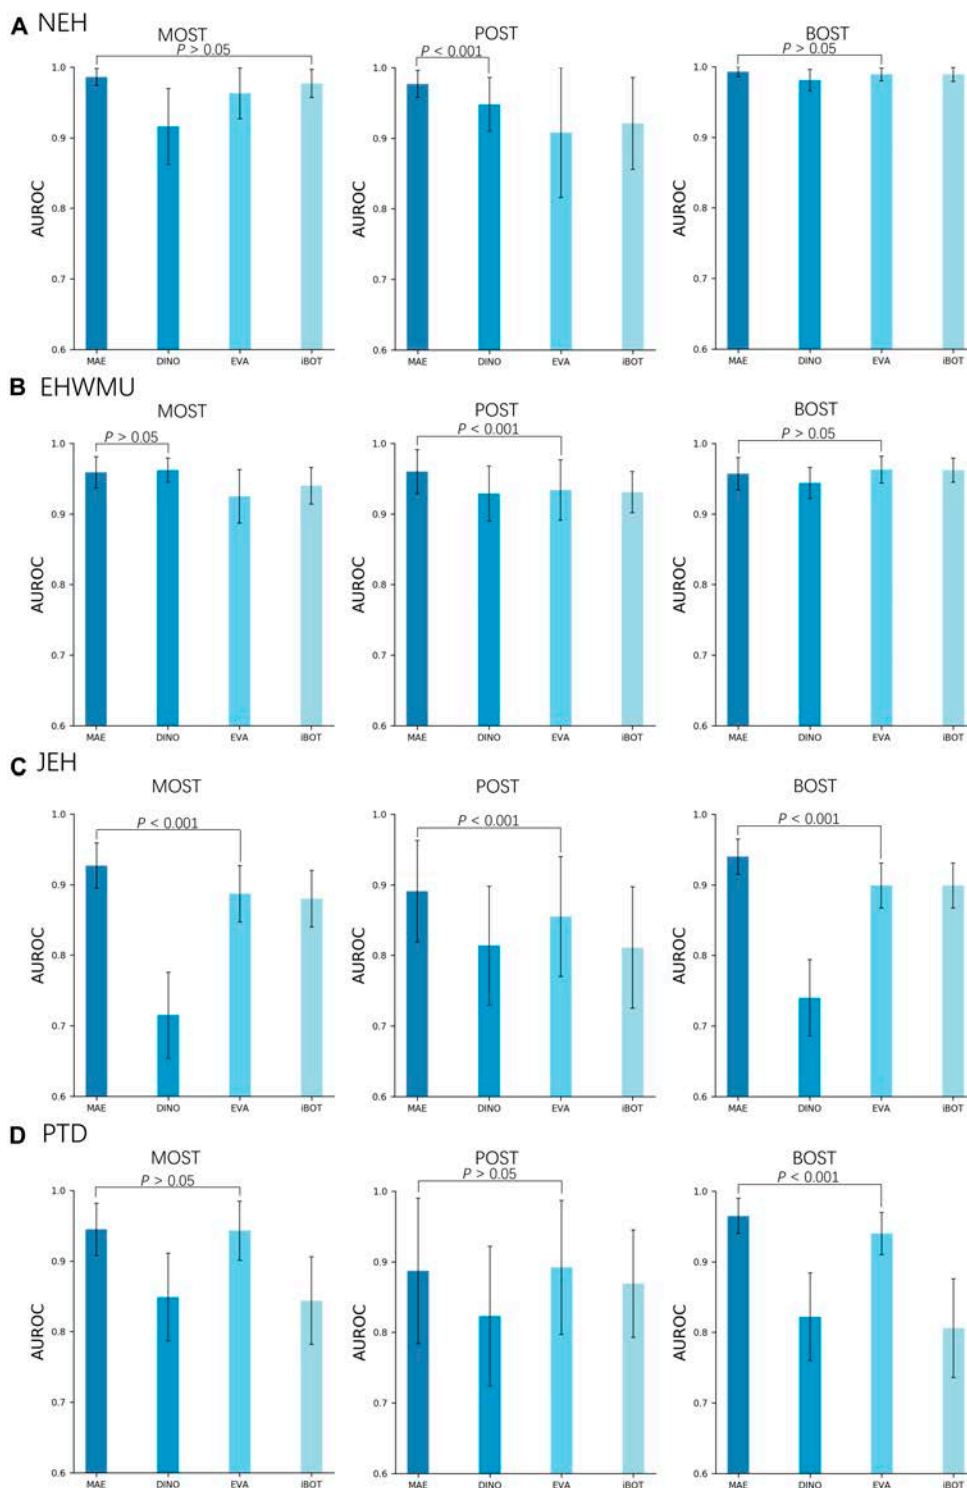 A NEH
MOST POST BOST
P > 0.05 P < 0.001 P > 0.05
1.0 1.0 1.0
0.9 0.9 0.9
AUROC AUROC AUROC
0.8 0.8 0.8
0.7 0.7 0.7
0.6 0.6 0.6
MAE DINO EVA iBOT MAE DINO EVA iBOT MAE DINO EVA iBOT
B EHWMU
MOST POST BOST
P > 0.05 P < 0.001 P > 0.05
1.0 1.0 1.0
0.9 0.9 0.9
AUROC AUROC AUROC
0.8 0.8 0.8
0.7 0.7 0.7
0.6 0.6 0.6
MAE DINO EVA iBOT MAE DINO EVA iBOT MAE DINO EVA iBOT
C JEH
MOST POST BOST
P < 0.001 P < 0.001 P < 0.001
1.0 1.0 1.0
0.9 0.9 0.9
AUROC AUROC AUROC
0.8 0.8 0.8
0.7 0.7 0.7
0.6 0.6 0.6
MAE DINO EVA iBOT MAE DINO EVA iBOT MAE DINO EVA iBOT
D PTD
MOST POST BOST
P > 0.05 P > 0.05 P < 0.001
1.0 1.0 1.0
0.9 0.9 0.9
AUROC AUROC AUROC
0.8 0.8 0.8
0.7 0.7 0.7
0.6 0.6 0.6
MAE DINO EVA iBOT MAE DINO EVA iBOT MAE DINO EVA iBOT